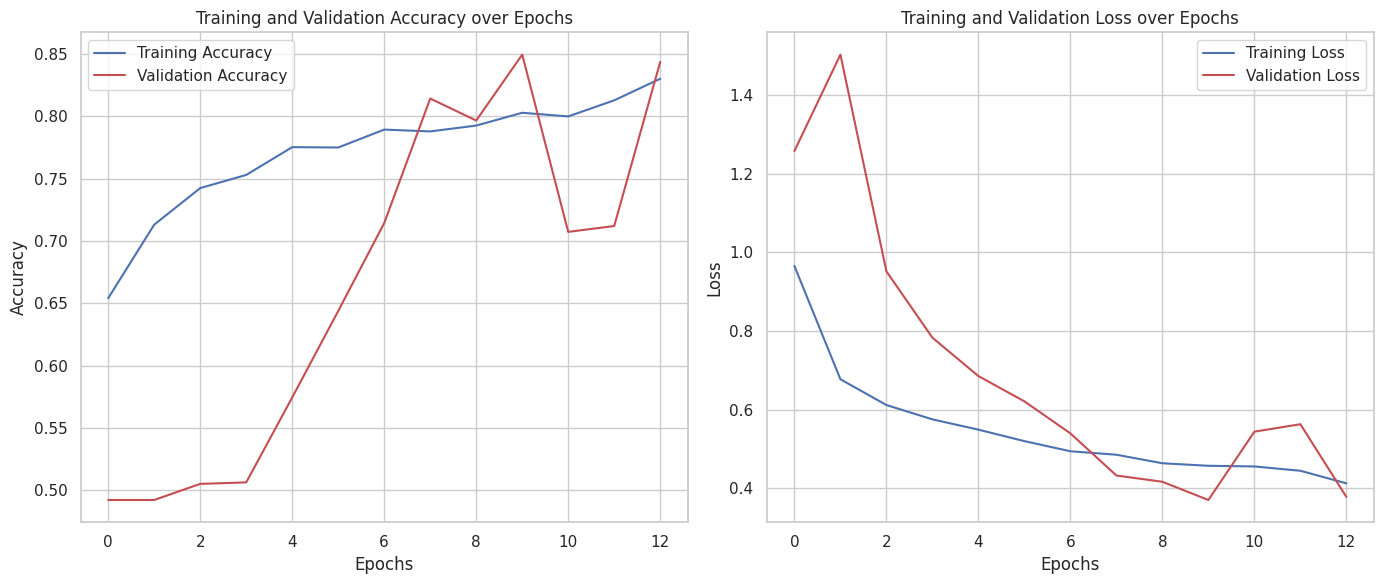 Training and Validation Accuracy over Epochs
Training Accuracy
Validation Accuracy
0.85
0.80
0.75
0.70
0.65
0.60
0.55
0.50
Accuracy
0 2 4 6 8 10 12
Epochs
Training and Validation Loss over Epochs
Training Loss
Validation Loss
1.4
1.2
1.0
0.8
0.6
0.4
Loss
0 2 4 6 8 10 12
Epochs